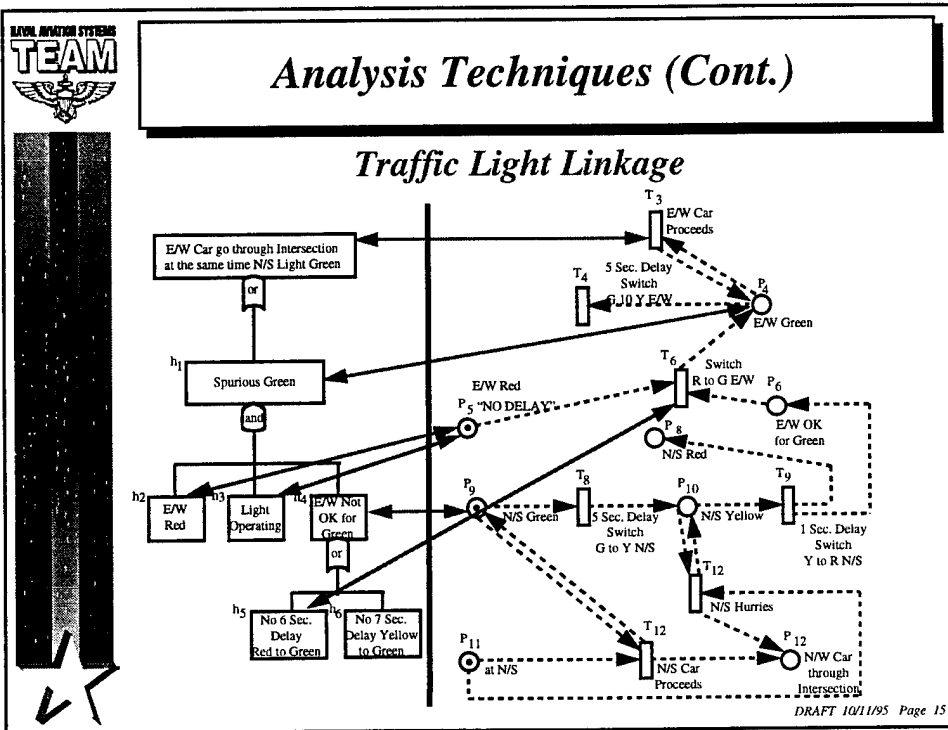 NAVAL AVIATION SYSTEMS
TEAM
Analysis Techniques (Cont.)
Traffic Light Linkage
E/W Car go through Intersection
at the same time N/S Light Green
or
h1
Spurious Green
and
h2
E/W
Red
h3
Light
Operating
h4
E/W Not
OK for
Green
or
h5
No 6 Sec.
Delay
Red to Green
h6
No 7 Sec.
Delay Yellow
to Green
T3
E/W Car
Proceeds
T4
5 Sec. Delay
Switch
G 10 Y E/W
P4
E/W Green
T6
Switch
R to G E/W
E/W Red
P5 "NO DELAY"
P6
E/W OK
for Green
P8
N/S Red
P9
N/S Green
T8
5 Sec. Delay
Switch
G to Y N/S
P10
N/S Yellow
T9
1 Sec. Delay
Switch
Y to R N/S
T12
N/S Hurries
P11
at N/S
T12
N/S Car
Proceeds
P12
N/W Car
through
Intersection
DRAFT 10/11/95 Page 15